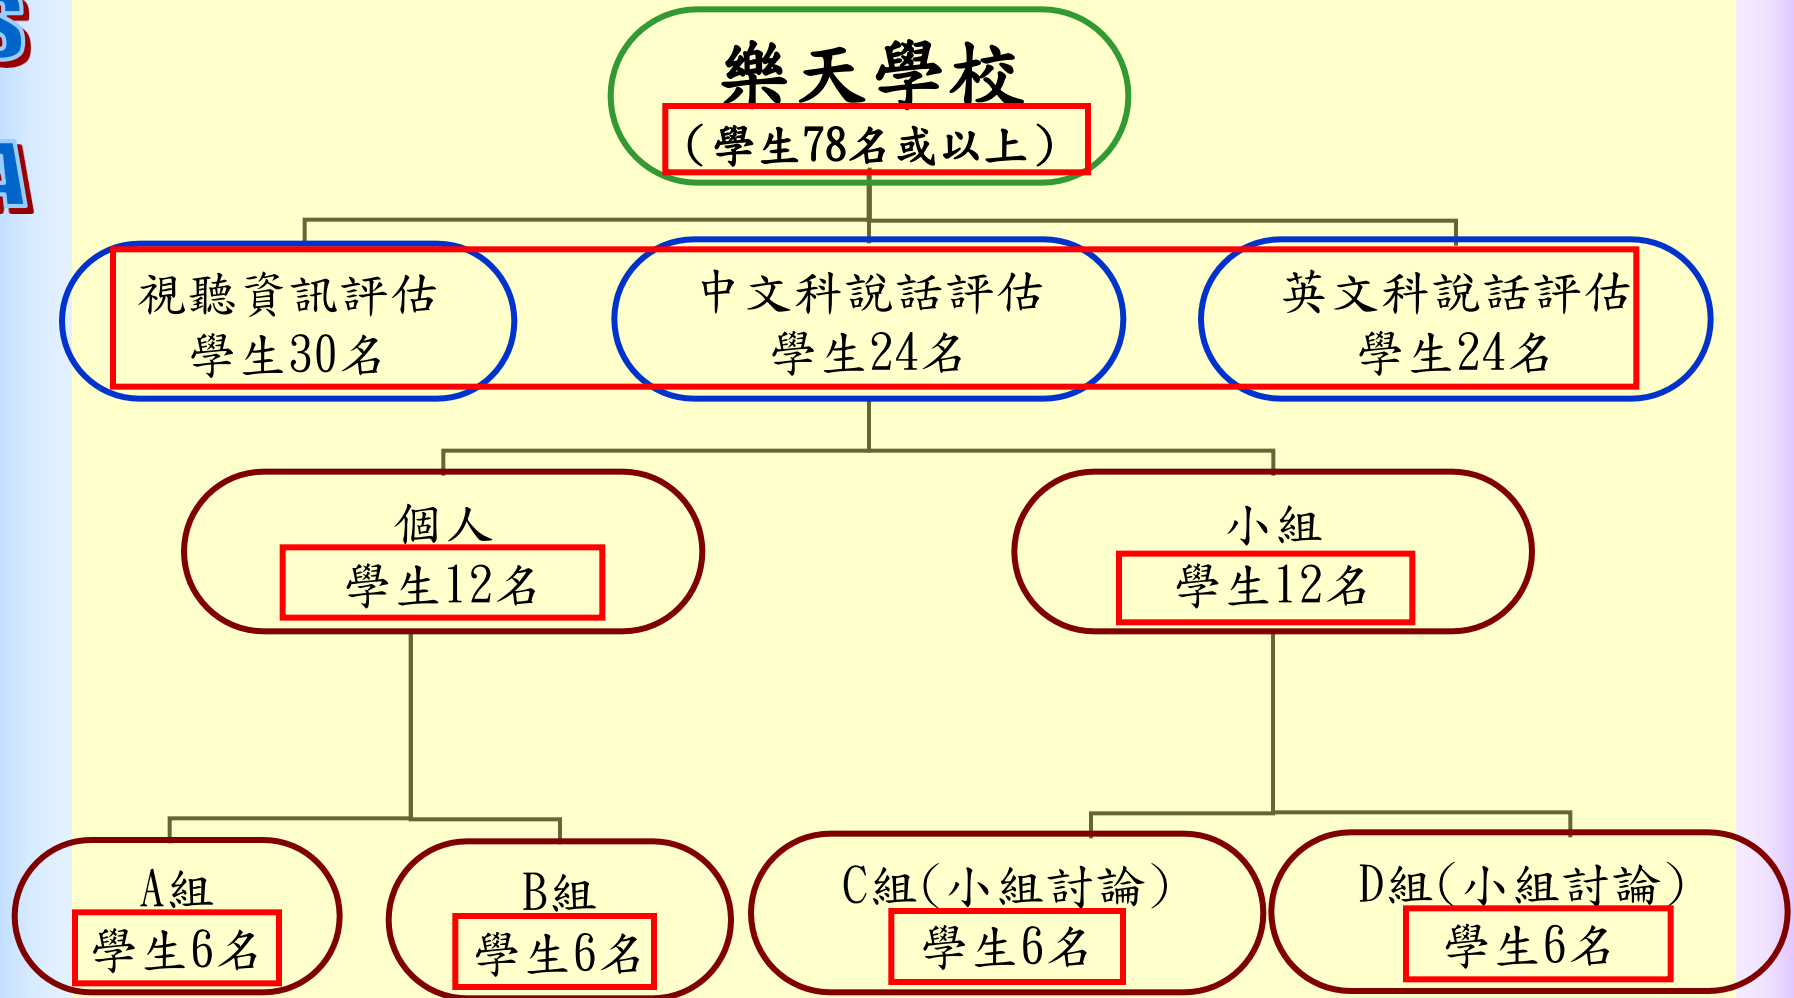 S
A
樂天學校
(學生78名或以上)
視聽資訊評估
學生30名
中文科說話評估
學生24名
英文科說話評估
學生24名
個人
學生12名
小組
學生12名
A組
學生6名
B組
學生6名
C組(小組討論)
學生6名
D組(小組討論)
學生6名